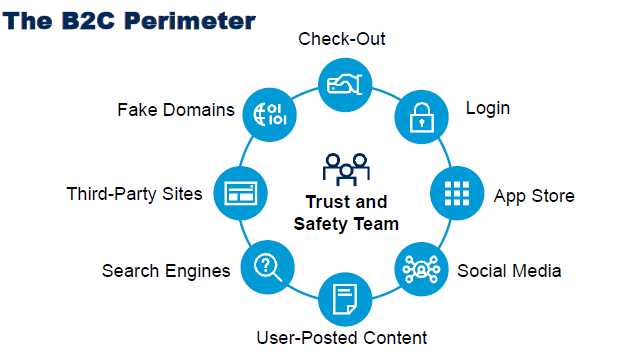 The B2C Perimeter
Check-Out
Fake Domains
Login
Third-Party Sites
Trust and
Safety Team
App Store
Search Engines
Social Media
User-Posted Content